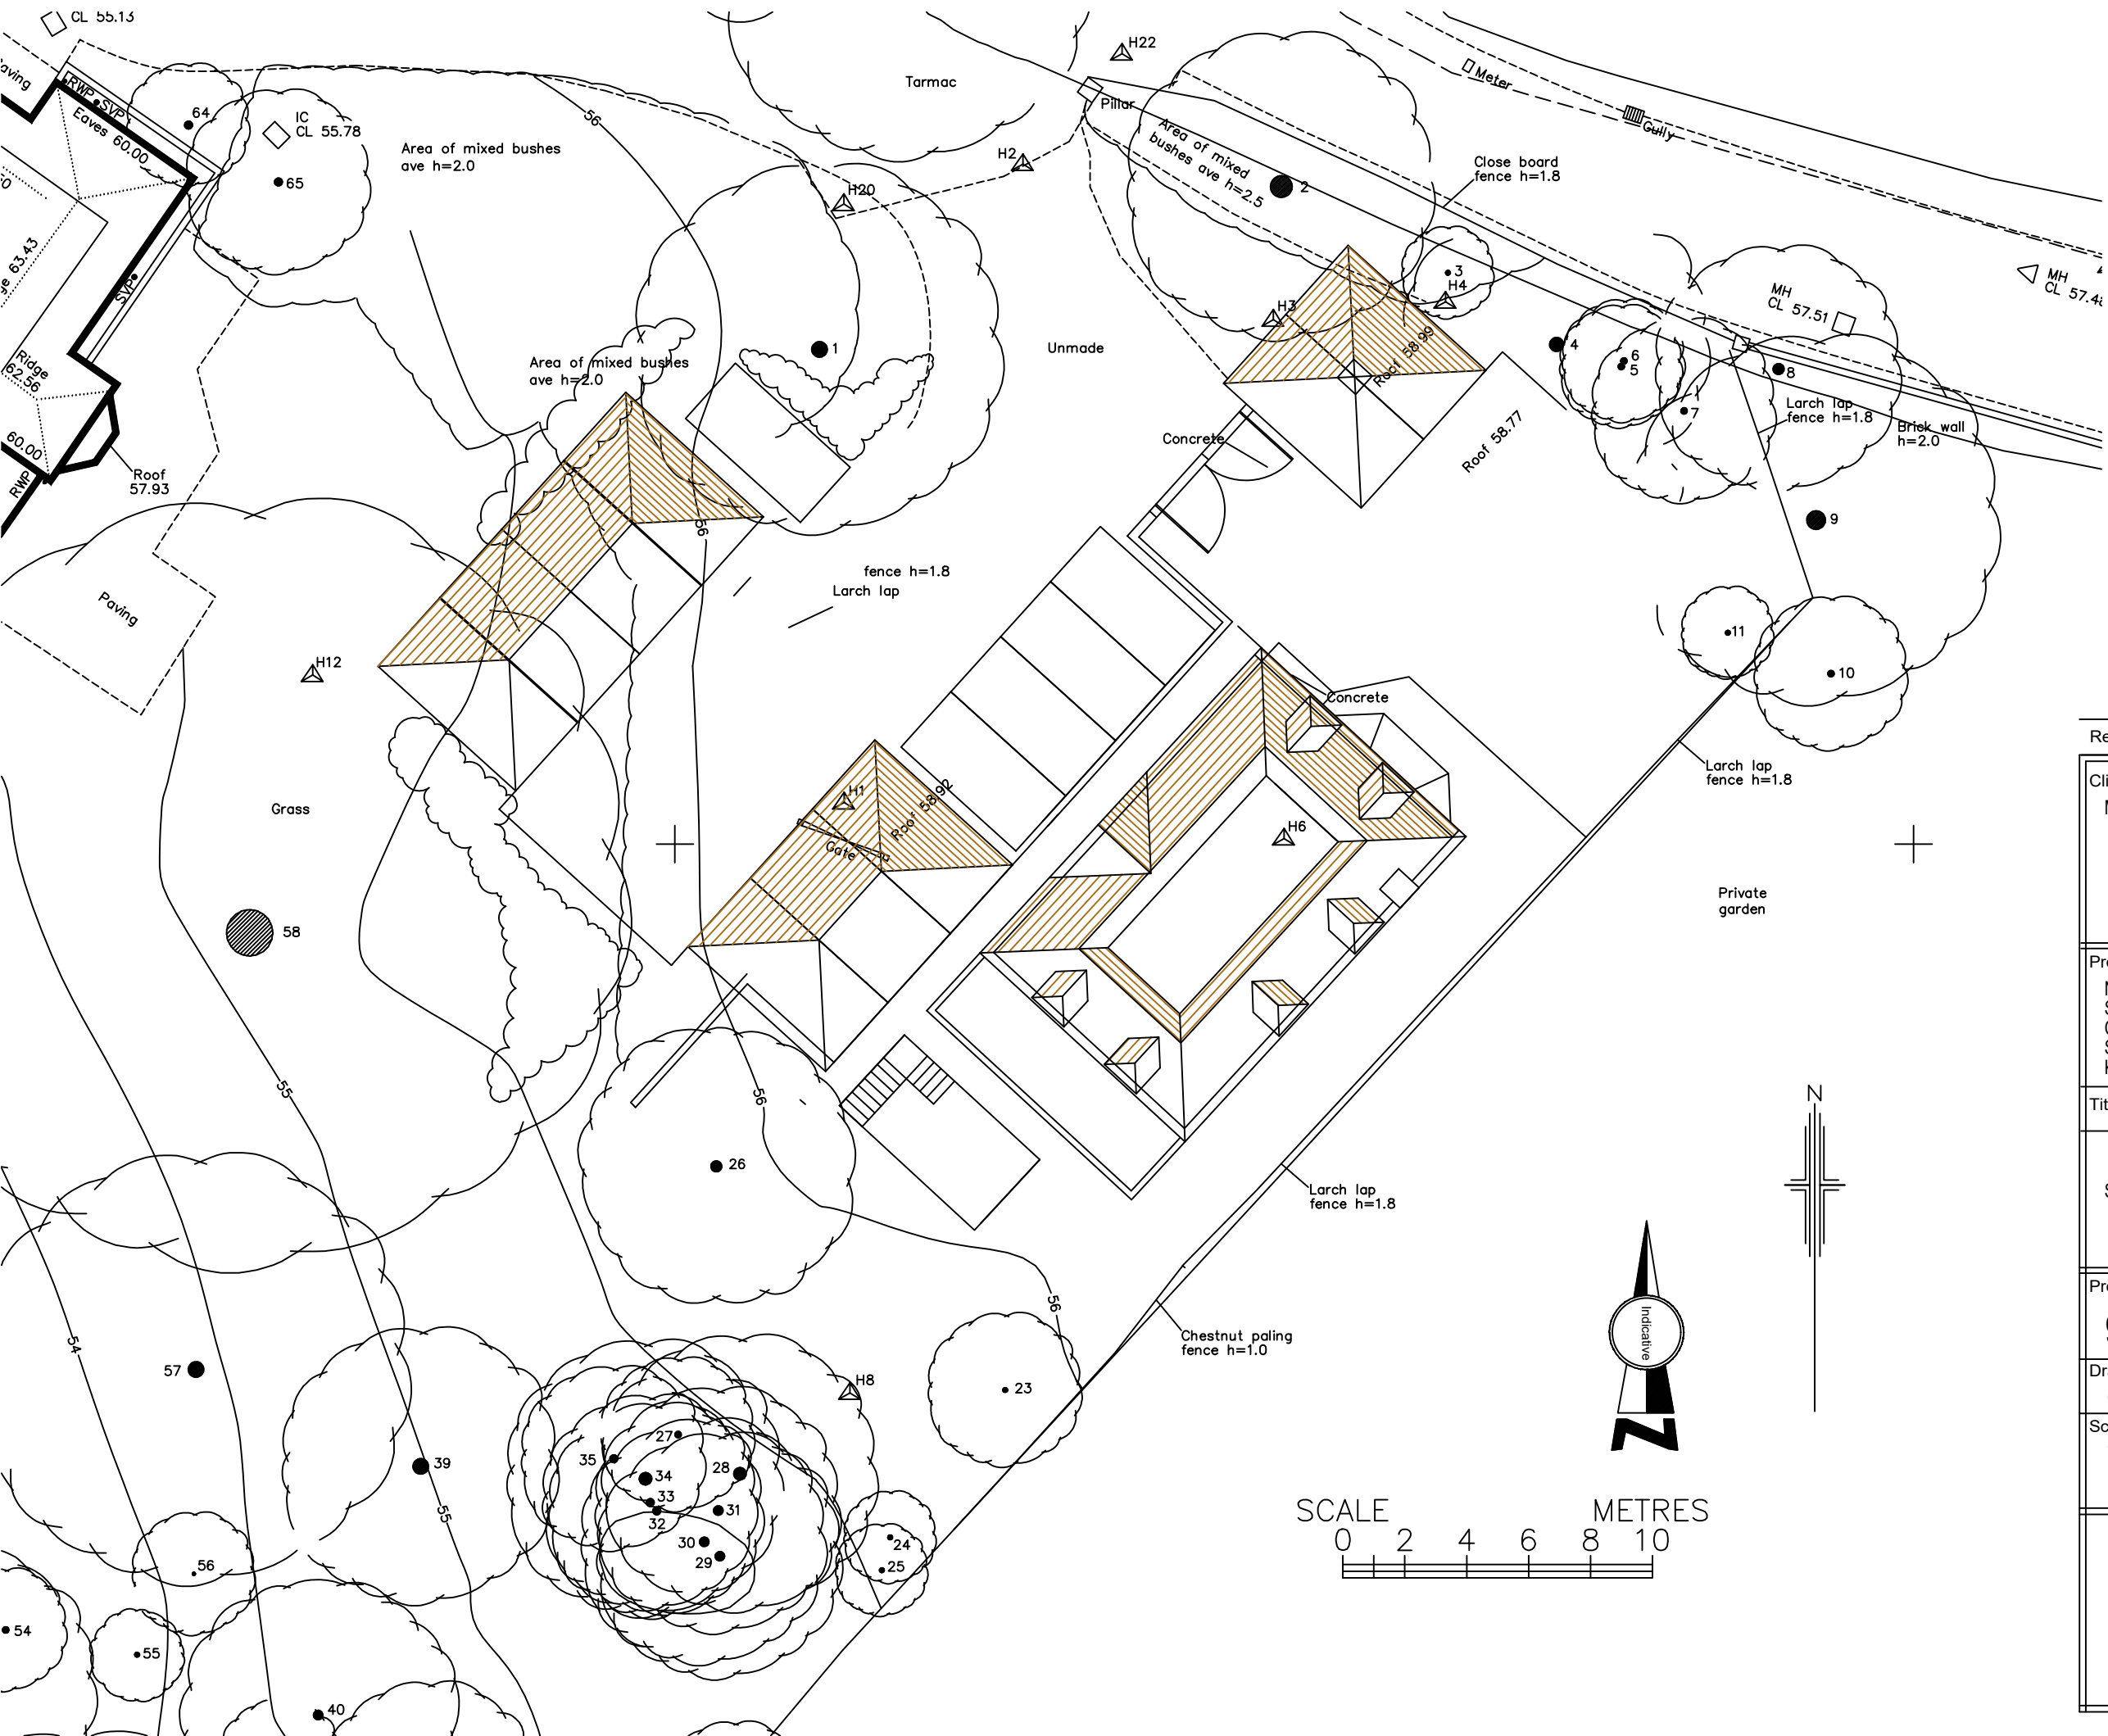 CL 55.13
Paving
RWP
SVP
Eaves 60.00
64
IC
CL 55.78
65
Area of mixed bushes
ave h=2.0
56
Tarmac
H22
Pillar
H2
H20
Area of mixed
bushes ave h=2.5
2
Meter
Gully
Close board
fence h=1.8
3
H4
H3
Roof 58.99
MH
CL 57.51
MH
63.43
SVP
Ridge
62.56
60.00
RWP
Roof
57.93
Area of mixed bushes
ave h=2.0
1
Unmade
4
6
5
7
8
Larch lap
fence h=1.8
Brick wall
h=2.0
Roof 58.77
Concrete
9
56
fence h=1.8
Larch lap
Paving
H12
11
10
Concrete
Larch lap
fence h=1.8
Grass
H1
Roof 58.92
Gate
H6
Private
garden
58
55
56
26
N
Larch lap
fence h=1.8
56
54
57
Chestnut paling
fence h=1.0
Indicative
N
H8
23
39
27
35
34
28
33
32
31
30
29
55
24
25
56
SCALE METRES
0 2 4 6 8 10
54
55
40